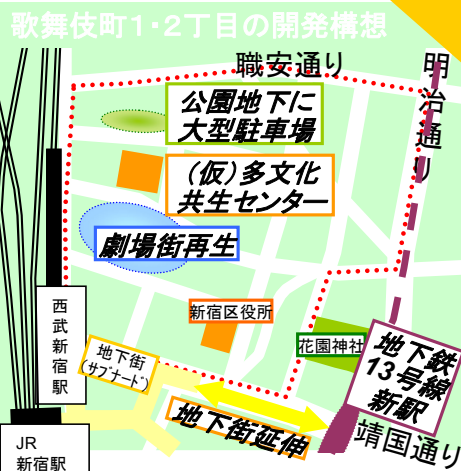 歌舞伎町1・2丁目の開発構想
職安通り
明治通り
公園地下に
大型駐車場
(仮)多文化
共生センター
劇場街再生
新宿区役所
西武新宿駅
地下街
(サブナード)
花園神社
地下鉄
13号線
新駅
地下街延伸
靖国通り
JR
新宿駅